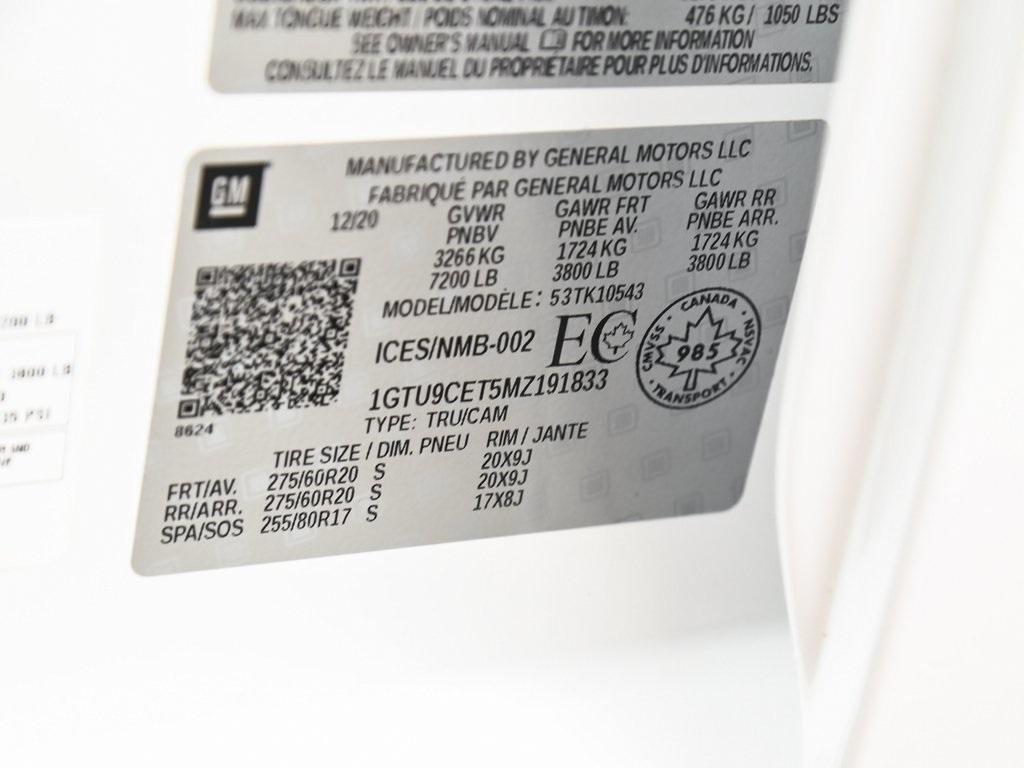 MAX TONGUE WEIGHT / POIDS NOMINAL AU TIMON: 476 KG / 1050 LBS
SEE OWNER'S MANUAL FOR MORE INFORMATION
CONSULTEZ LE MANUEL DU PROPRIETAIRE POUR PLUS D'INFORMATIONS.
GM
MANUFACTURED BY GENERAL MOTORS LLC
FABRIQUÉ PAR GENERAL MOTORS LLC
12/20 GVWR GAWR FRT GAWR RR
PNBV PNBE AV. PNBE ARR.
3266 KG 1724 KG 1724 KG
7200 LB 3800 LB 3800 LB
MODEL/MODÈLE: 53TK10543
ICES/NMB-002 EC
CANADA
CMVSS 985 NSVAC
TRANSPORT
1GTU9CET5MZ191833
8624 TYPE: TRU/CAM
TIRE SIZE / DIM. PNEU RIM / JANTE
FRT/AV. 275/60R20 S 20X9J
RR/ARR. 275/60R20 S 20X9J
SPA/SOS 255/80R17 S 17X8J
LB
LB
35 PSI